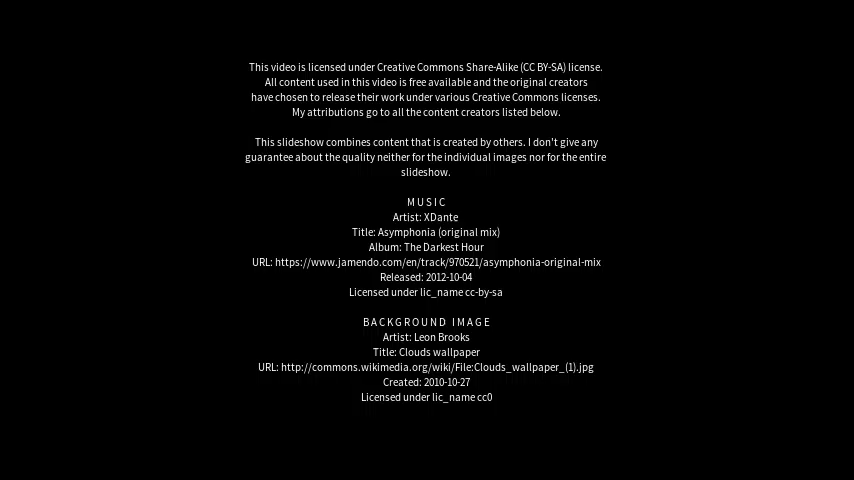 This video is licensed under Creative Commons Share-Alike (CC BY-SA) license.
All content used in this video is free available and the original creators
have chosen to release their work under various Creative Commons licenses.
My attributions go to all the content creators listed below.
This slideshow combines content that is created by others. I don't give any
guarantee about the quality neither for the individual images nor for the entire
slideshow.
MUSIC
Artist: XDante
Title: Asymphonia (original mix)
Album: The Darkest Hour
URL: https://www.jamendo.com/en/track/970521/asymphonia-original-mix
Released: 2012-10-04
Licensed under lic_name cc-by-sa
BACKGROUND IMAGE
Artist: Leon Brooks
Title: Clouds wallpaper
URL: http://commons.wikimedia.org/wiki/File:Clouds_wallpaper_(1).jpg
Created: 2010-10-27
Licensed under lic_name cc0